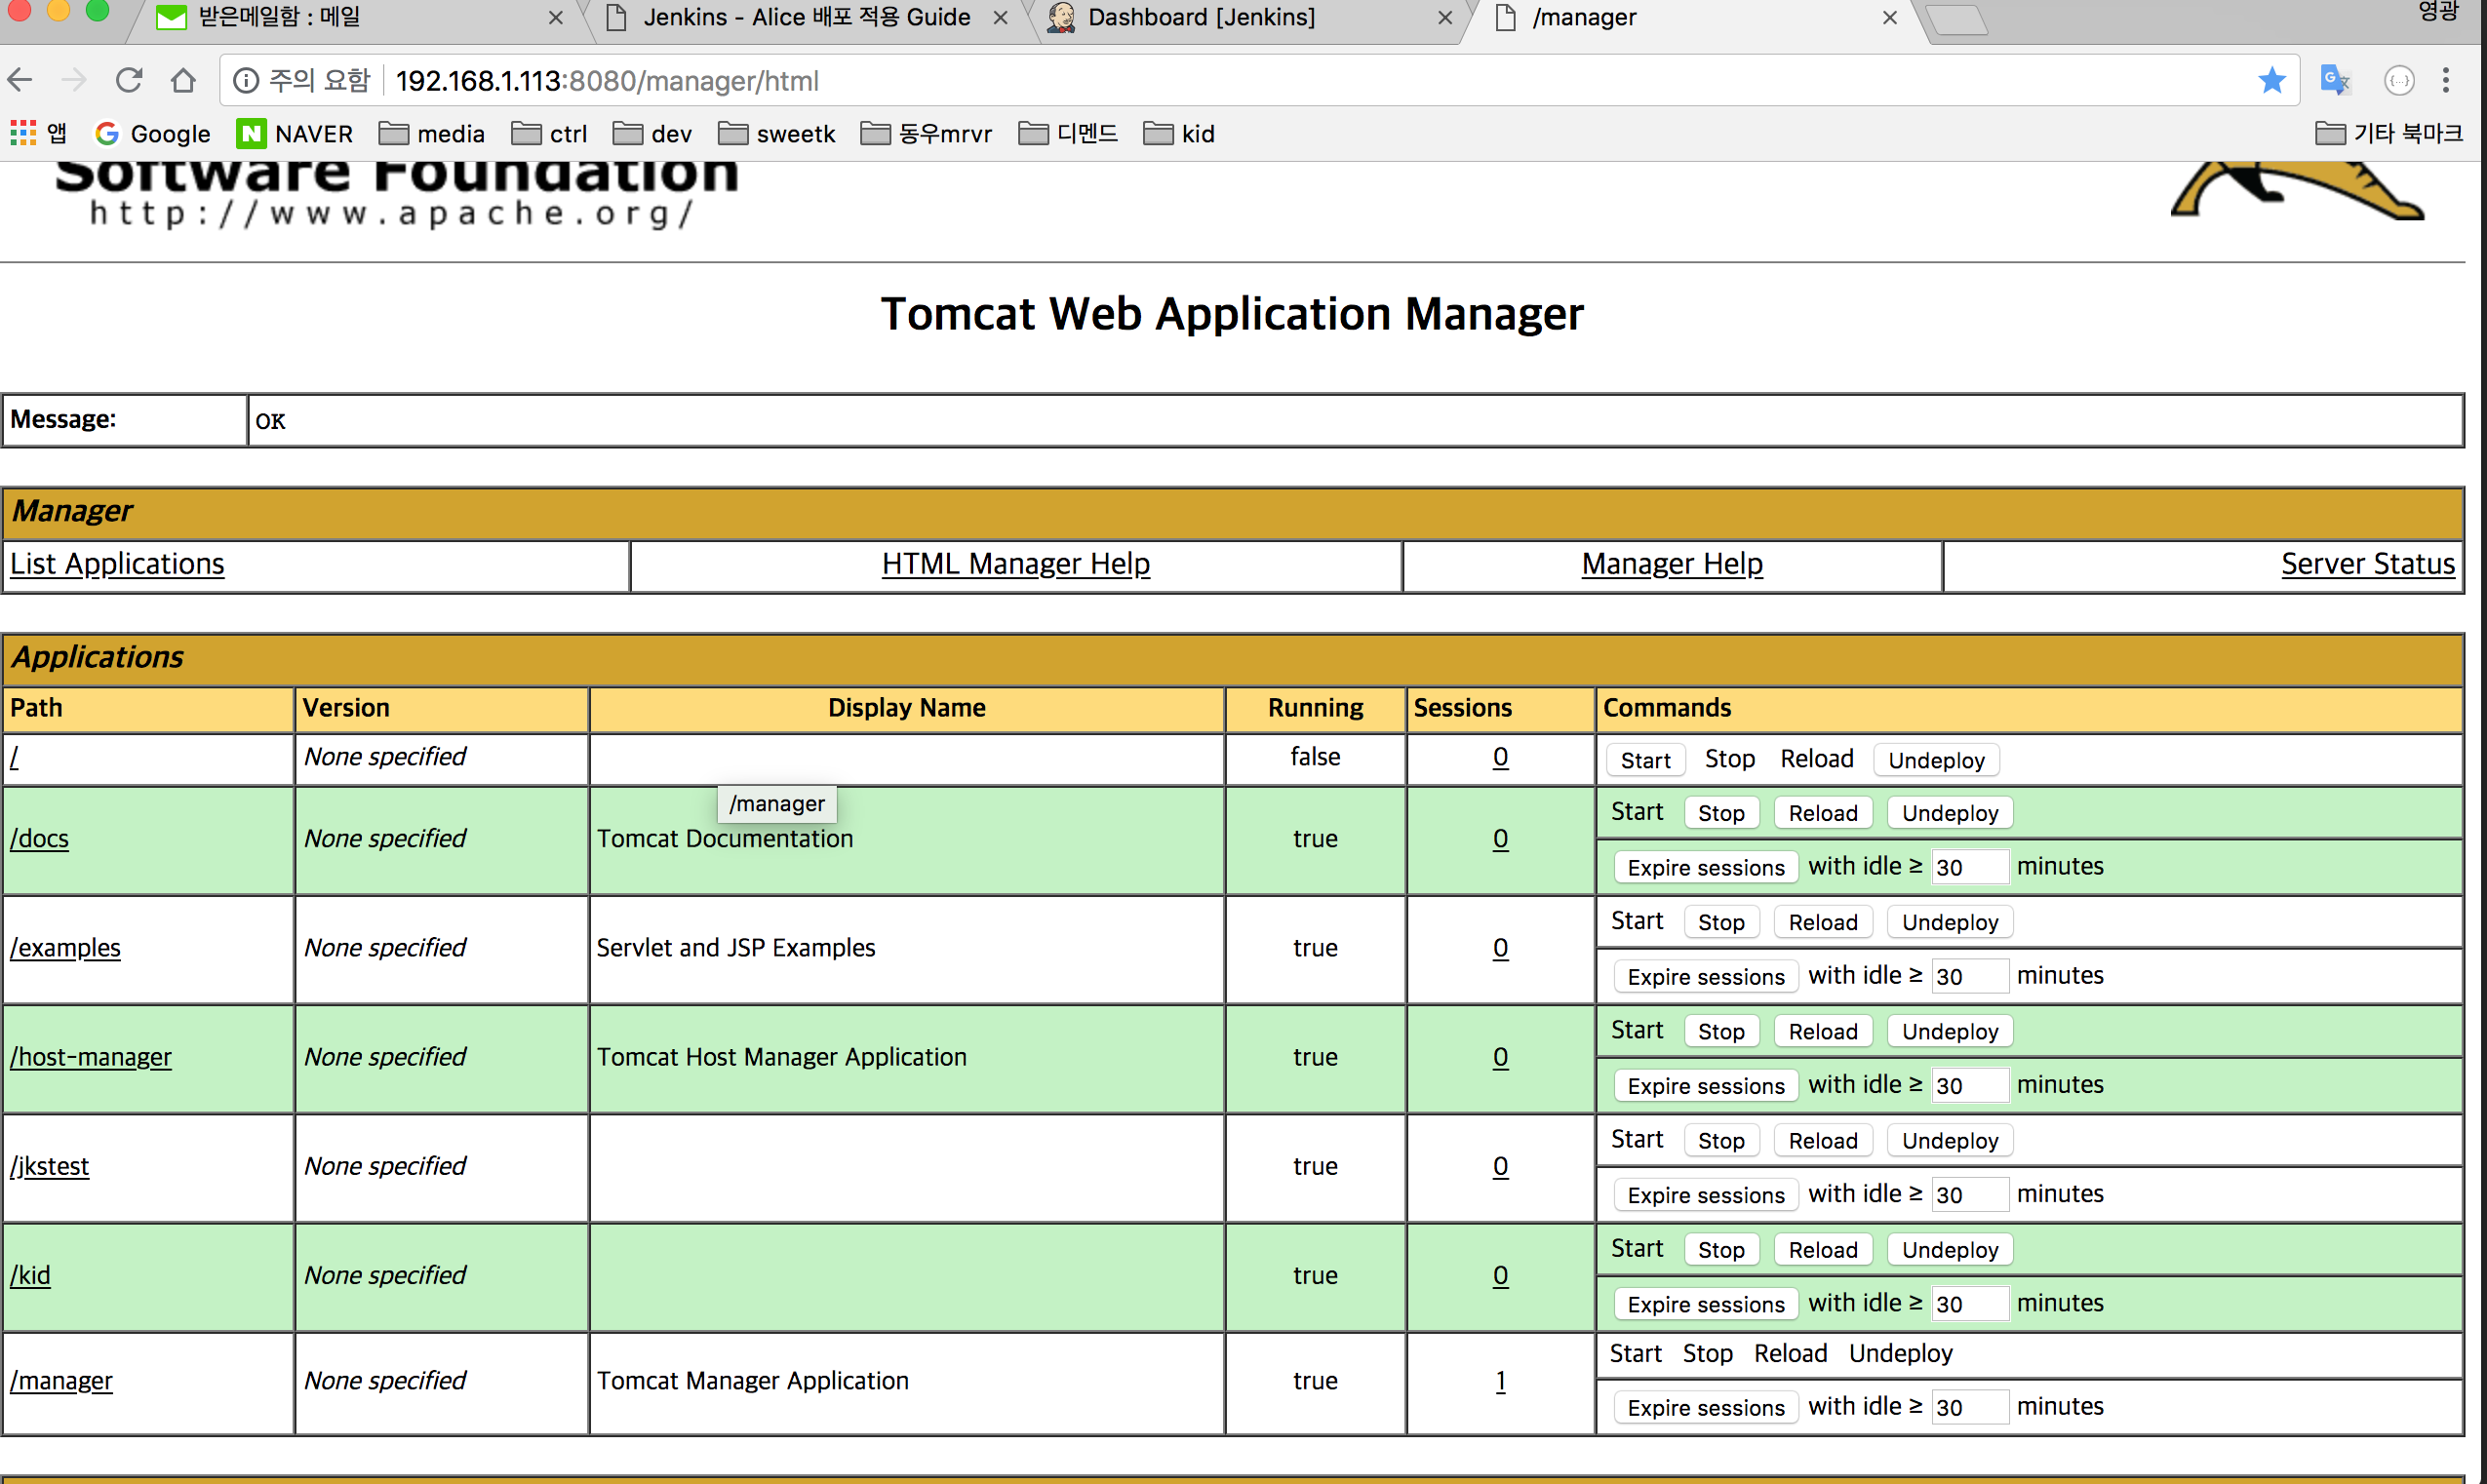 받은메일함 : 메일
Jenkins - Alice 배포 적용 Guide
Dashboard [Jenkins]
/manager
영광
주의 요함 192.168.1.113:8080/manager/html
앱 Google NAVER media ctrl dev sweetk 동우mrvr 디멘드 kid 기타 북마크
Software Foundation
http://www.apache.org/
Tomcat Web Application Manager
Message: OK
Manager
List Applications HTML Manager Help Manager Help Server Status
Applications
Path Version Display Name Running Sessions Commands
/ None specified false 0 Start Stop Reload Undeploy
/manager
/docs None specified Tomcat Documentation true 0 Start Stop Reload Undeploy
Expire sessions with idle ≥ 30 minutes
/examples None specified Servlet and JSP Examples true 0 Start Stop Reload Undeploy
Expire sessions with idle ≥ 30 minutes
/host-manager None specified Tomcat Host Manager Application true 0 Start Stop Reload Undeploy
Expire sessions with idle ≥ 30 minutes
/jkstest None specified true 0 Start Stop Reload Undeploy
Expire sessions with idle ≥ 30 minutes
/kid None specified true 0 Start Stop Reload Undeploy
Expire sessions with idle ≥ 30 minutes
/manager None specified Tomcat Manager Application true 1 Start Stop Reload Undeploy
Expire sessions with idle ≥ 30 minutes